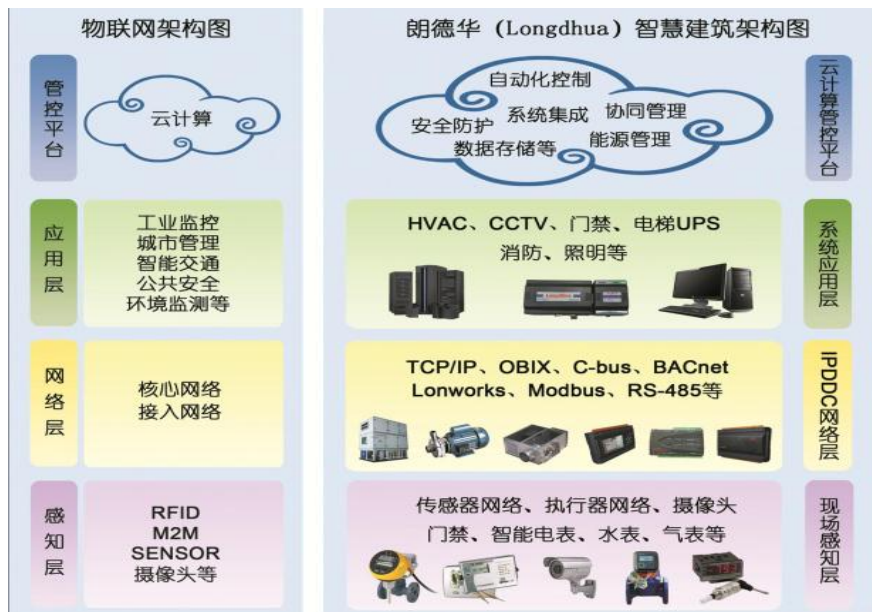 物联网架构图
管控平台
云计算
应用层
工业监控
城市管理
智能交通
公共安全
环境监测等
网络层
核心网络
接入网络
感知层
RFID
M2M
SENSOR
摄像头等
朗德华（Longdhua）智慧建筑架构图
自动化控制
安全防护 系统集成 协同管理
数据存储等 能源管理
云计算管控平台
HVAC、CCTV、门禁、电梯UPS
消防、照明等
系统应用层
TCP/IP、OBIX、C-bus、BACnet
Lonworks、Modbus、RS-485等
IPDDC网络层
传感器网络、执行器网络、摄像头
门禁、智能电表、水表、气表等
现场感知层